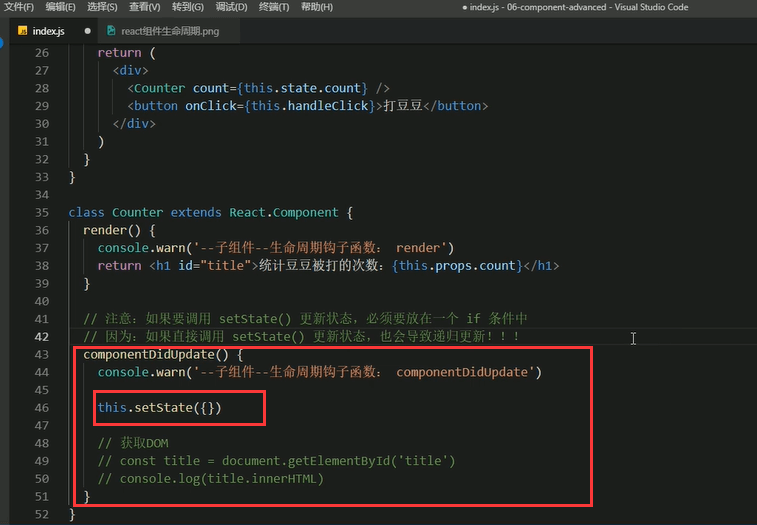 文件(F) 编辑(E) 选择(S) 查看(V) 转到(G) 调试(D) 终端(T) 帮助(H) ● index.js - 06-component-advanced - Visual Studio Code
JS index.js ● react组件生命周期.png
26 return (
27 <div>
28 <Counter count={this.state.count} />
29 <button onClick={this.handleClick}>打豆豆</button>
30 </div>
31 )
32 }
33 }
34
35 class Counter extends React.Component {
36 render() {
37 console.warn('--子组件--生命周期钩子函数： render')
38 return <h1 id="title">统计豆豆被打的次数：{this.props.count}</h1>
39 }
40
41 // 注意：如果要调用 setState() 更新状态，必须要放在一个 if 条件中
42 // 因为：如果直接调用 setState() 更新状态，也会导致递归更新！！！
43 componentDidUpdate() {
44 console.warn('--子组件--生命周期钩子函数： componentDidUpdate')
45
46 this.setState({})
47
48 // 获取DOM
49 // const title = document.getElementById('title')
50 // console.log(title.innerHTML)
51 }
52 }